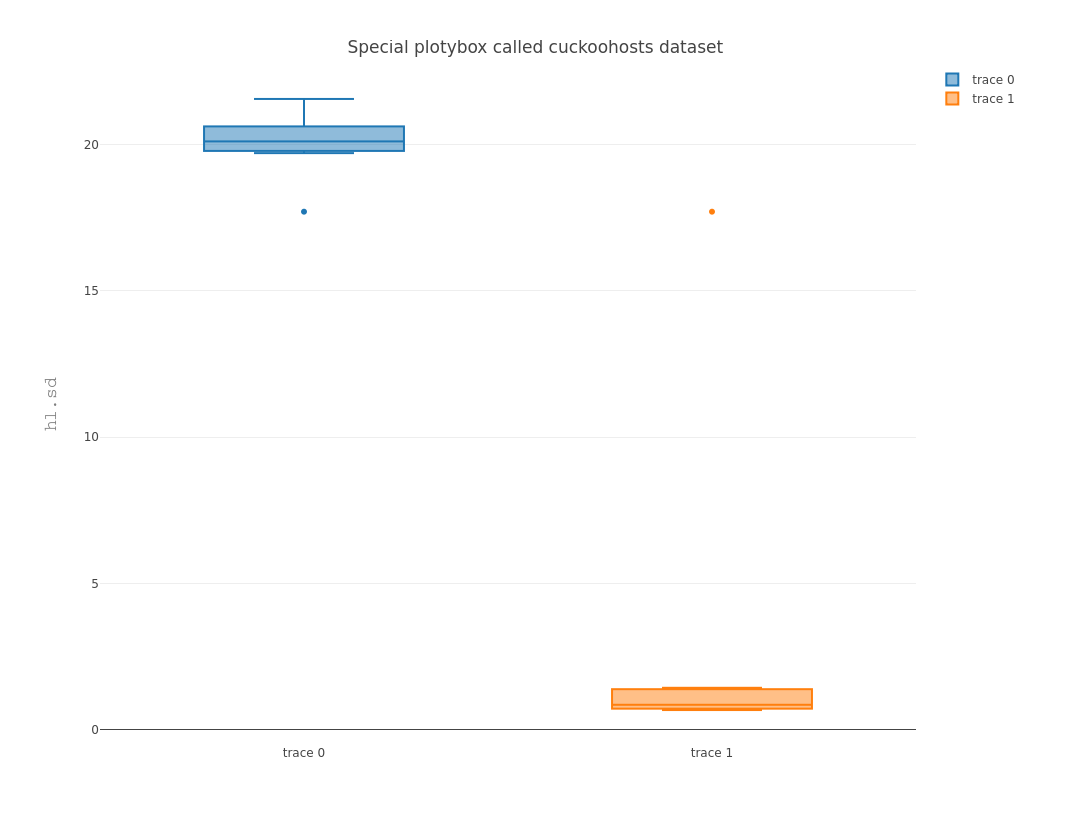 Special plotybox called cuckoohosts dataset
trace 0
trace 1
20
15
10
5
0
hl.sd
trace 0
trace 1